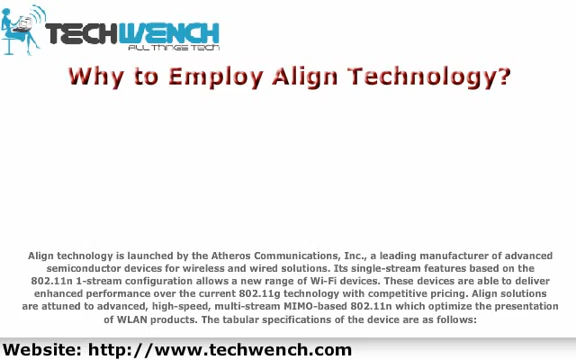 TECHWENCH
ALL THINGS TECH
Why to Employ Align Technology?
Align technology is launched by the Atheros Communications, Inc., a leading manufacturer of advanced
semiconductor devices for wireless and wired solutions. Its single-stream features based on the
802.11n 1-stream configuration allows a new range of Wi-Fi devices. These devices are able to deliver
enhanced performance over the current 802.11g technology with competitive pricing. Align solutions
are attuned to advanced, high-speed, multi-stream MIMO-based 802.11n which optimize the presentation
of WLAN products. The tabular specifications of the device are as follows:
Website: http://www.techwench.com